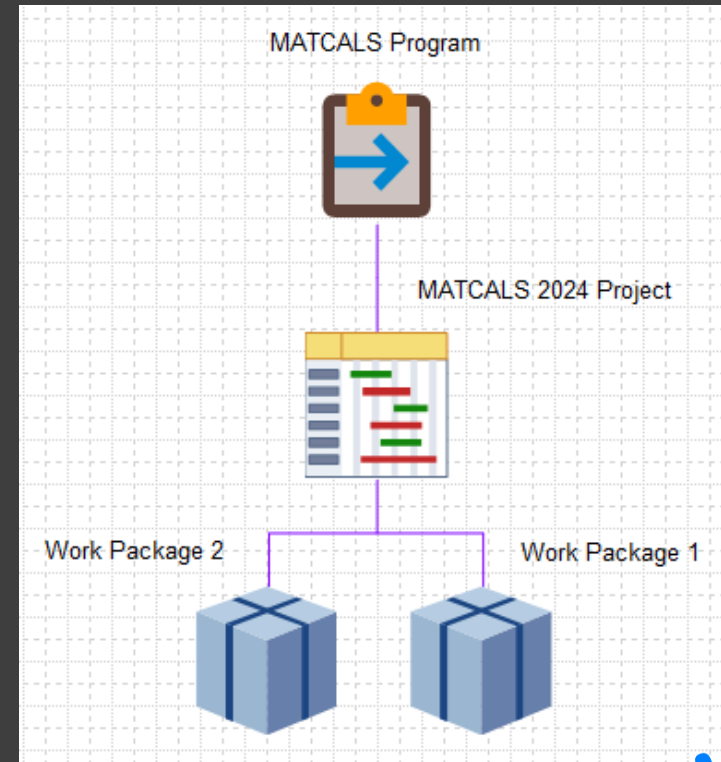 MATCALS Program
MATCALS 2024 Project
Work Package 2
Work Package 1